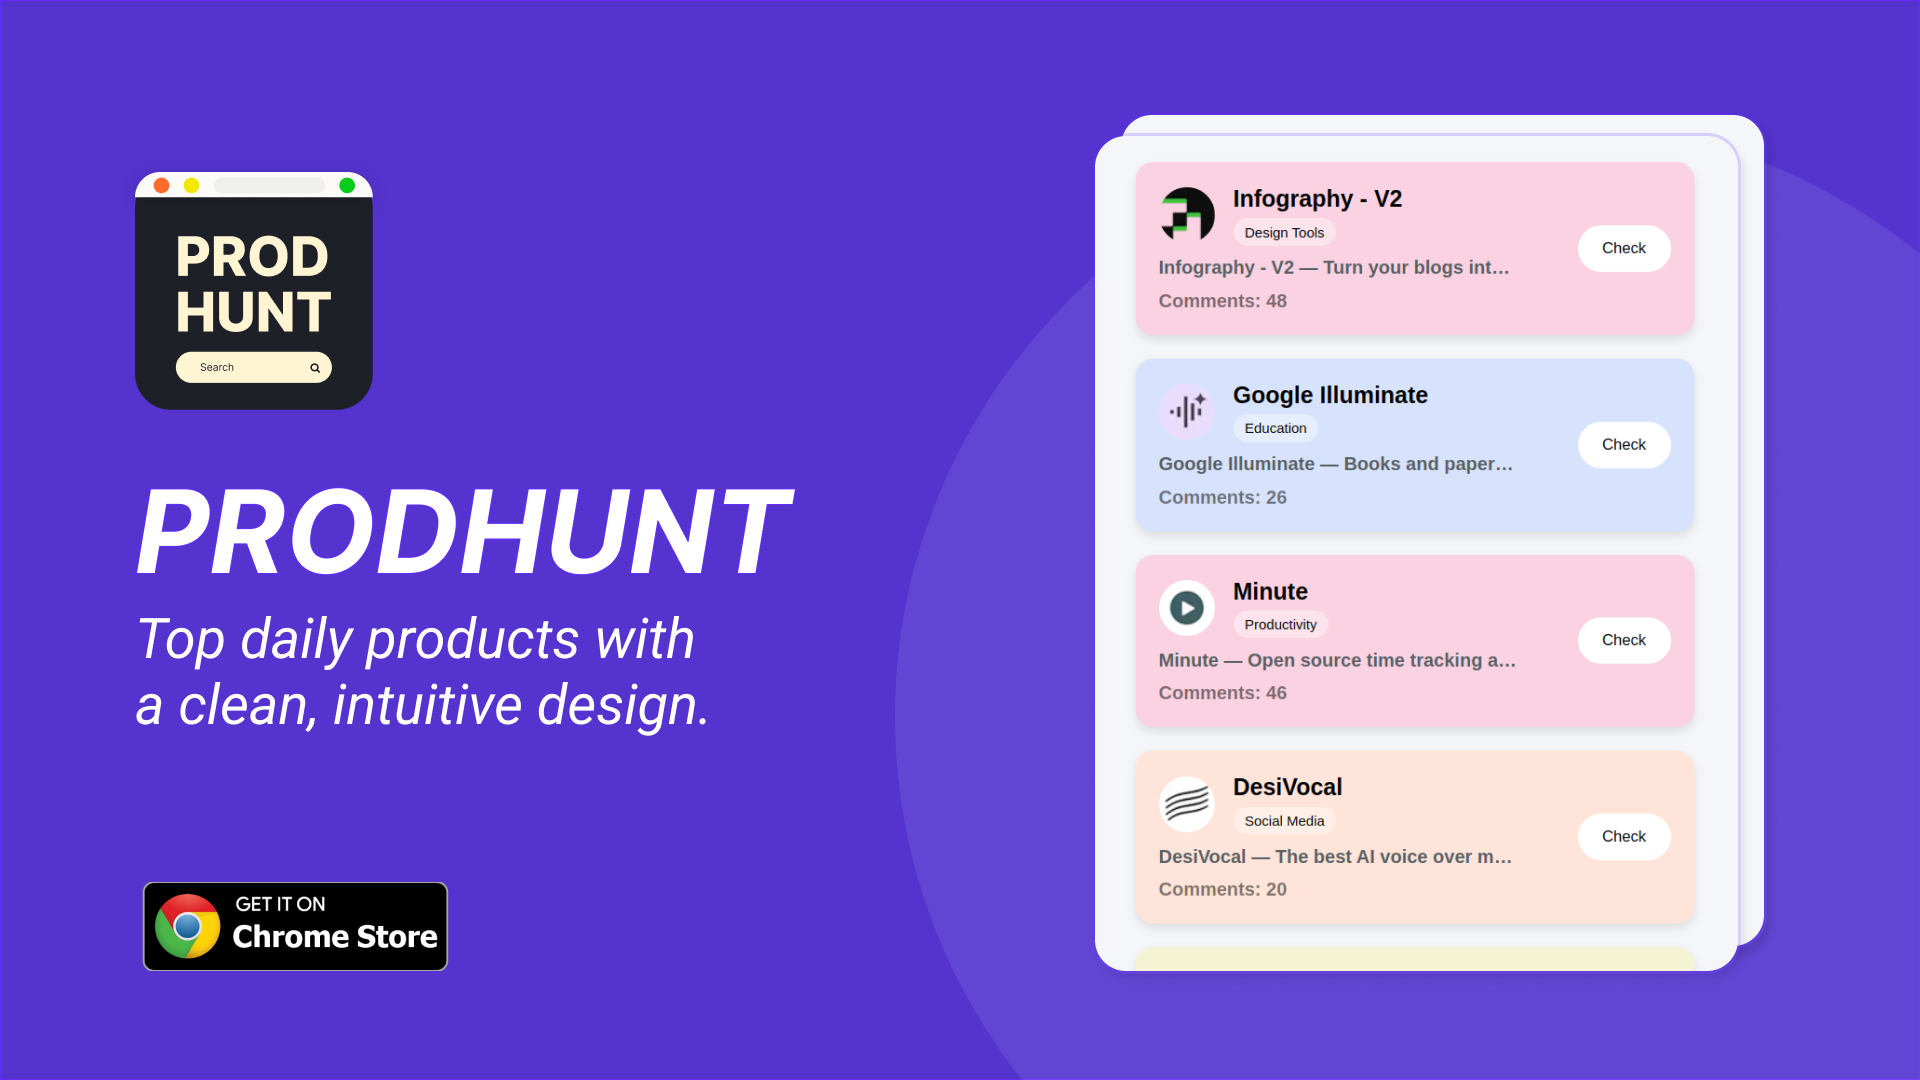 PROD
HUNT
Search
PRODHUNT
Top daily products with
a clean, intuitive design.
GET IT ON
Chrome Store
Infography - V2
Design Tools
Infography - V2 — Turn your blogs int…
Comments: 48
Check
Google Illuminate
Education
Google Illuminate — Books and paper…
Comments: 26
Check
Minute
Productivity
Minute — Open source time tracking a…
Comments: 46
Check
DesiVocal
Social Media
DesiVocal — The best AI voice over m…
Comments: 20
Check